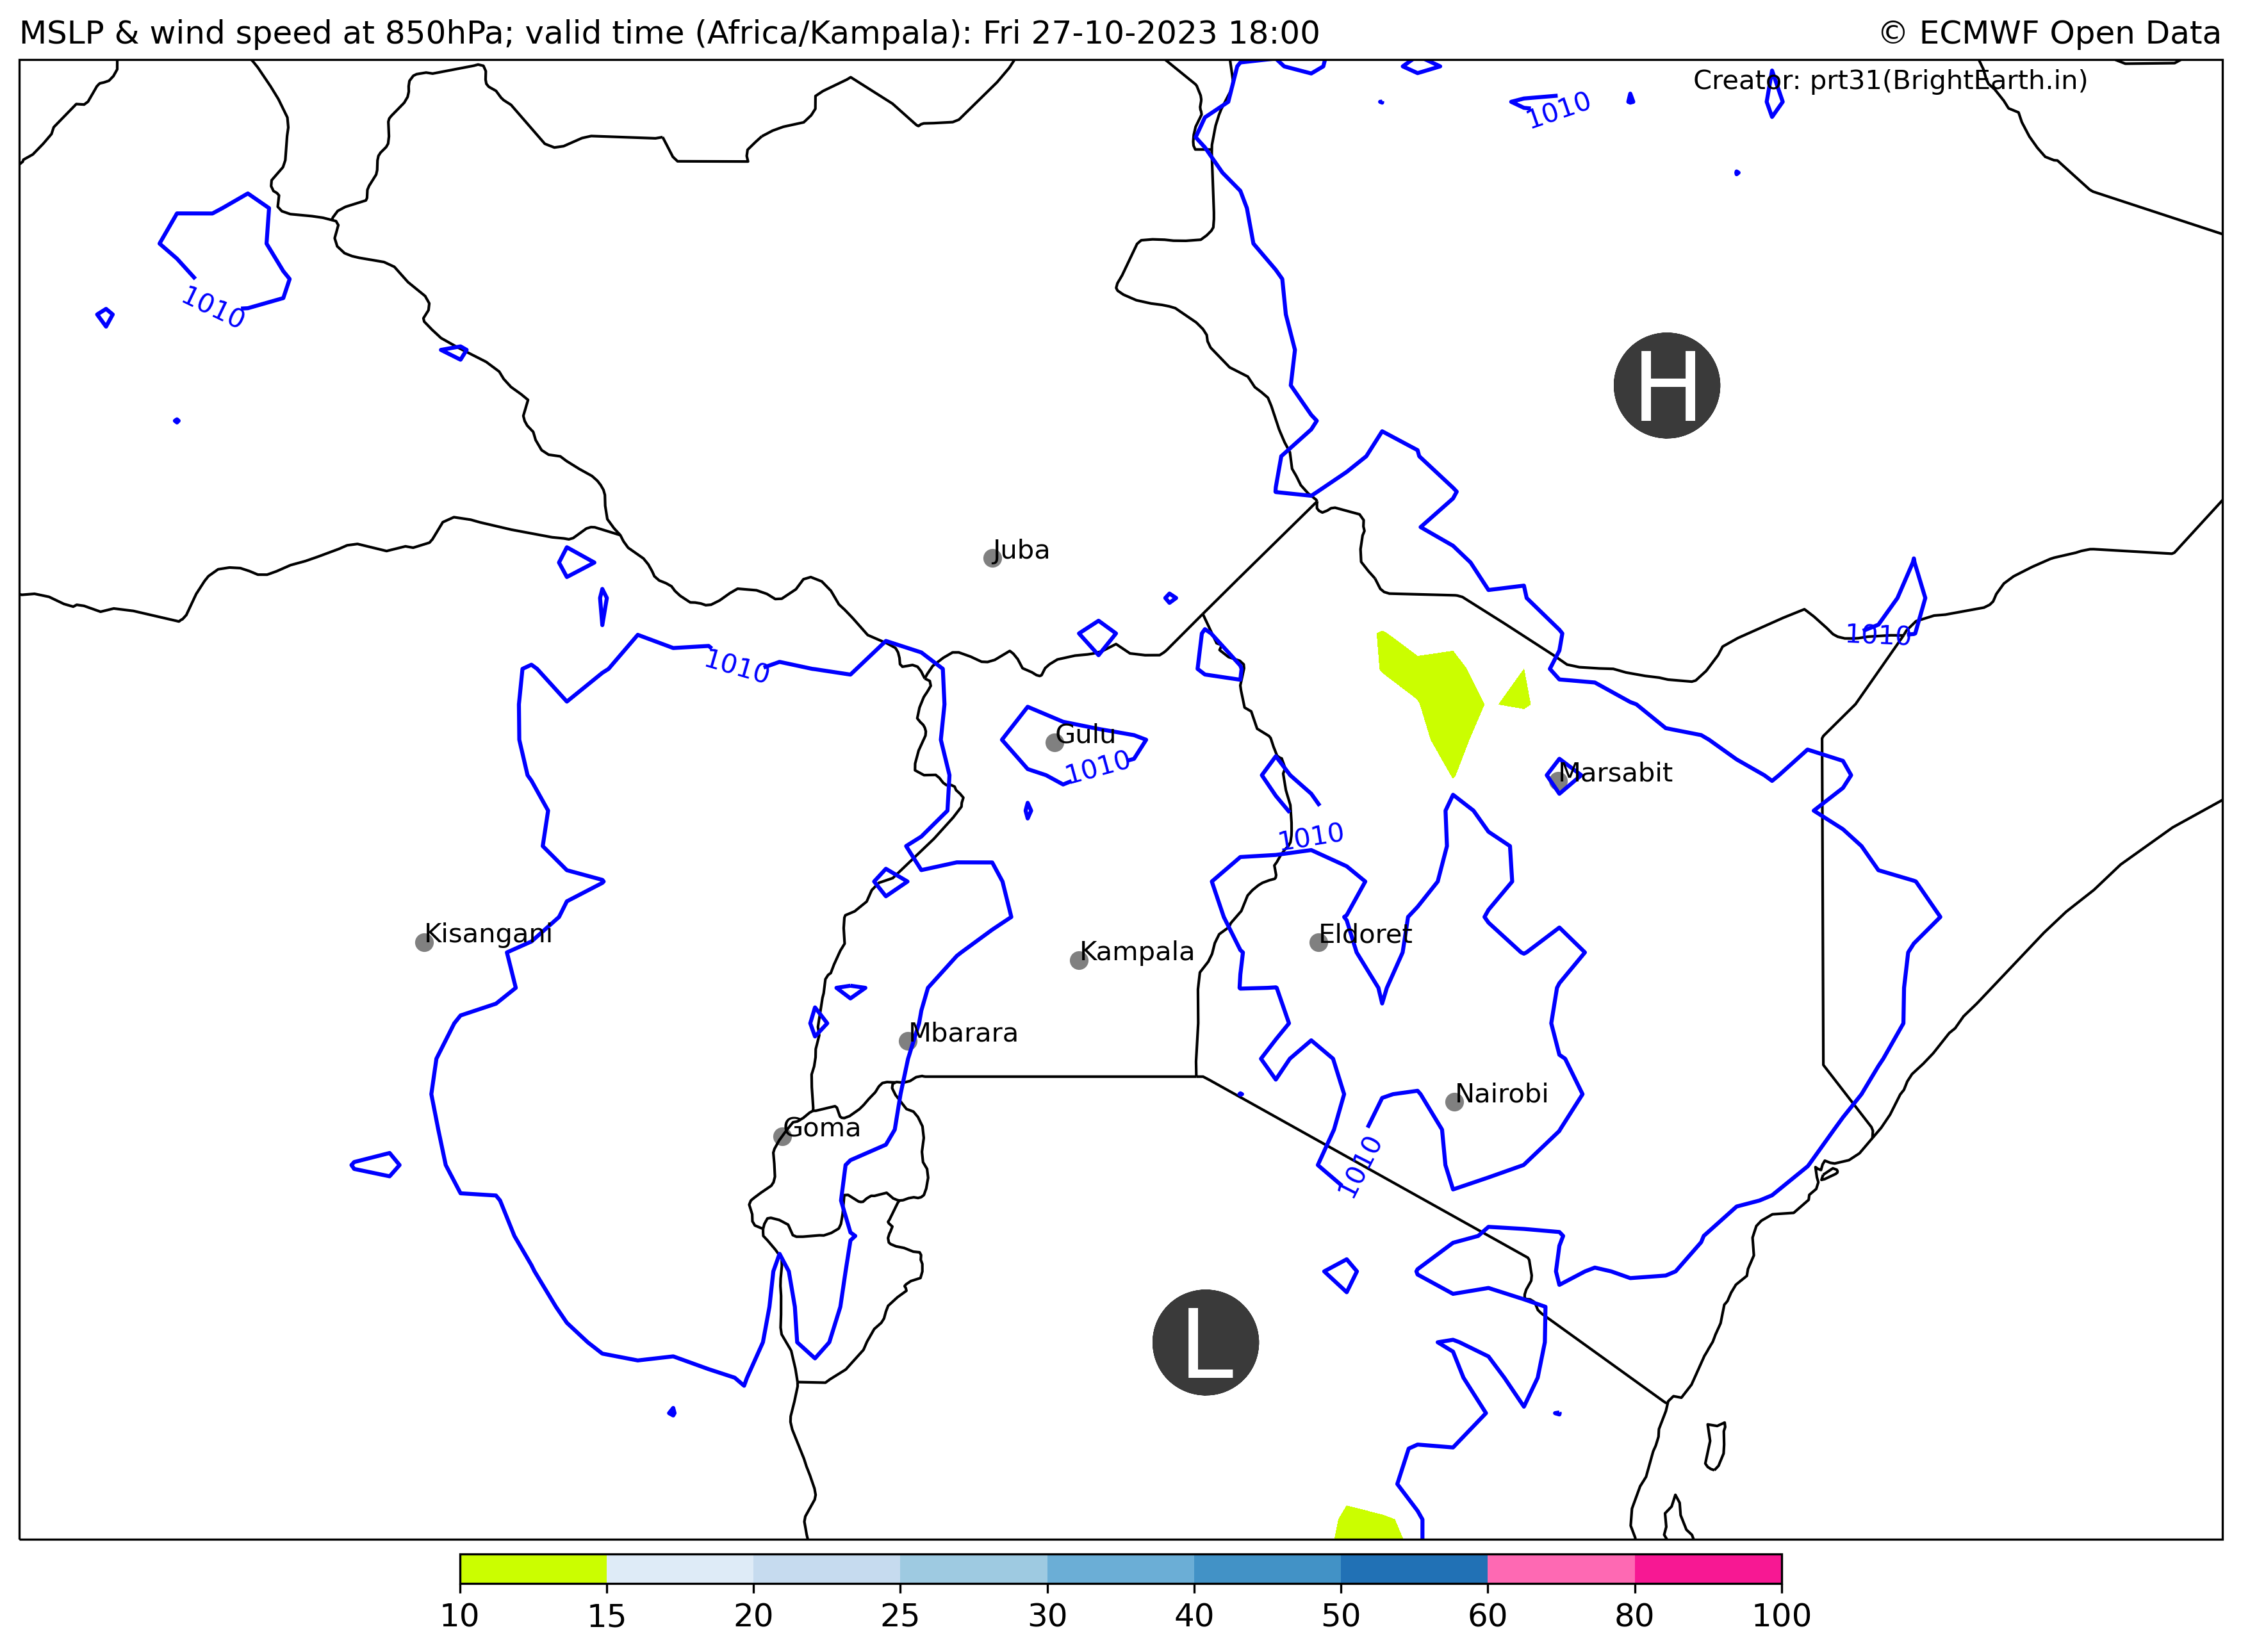 MSLP & wind speed at 850hPa; valid time (Africa/Kampala): Fri 27-10-2023 18:00
© ECMWF Open Data
Creator: prt31(BrightEarth.in)
1010
1010
H
Juba
1010
1010
Gulu
1010
Marsabit
1010
Kisangani
Eldoret
Kampala
Mbarara
Nairobi
Goma
1010
L
10 15 20 25 30 40 50 60 80 100